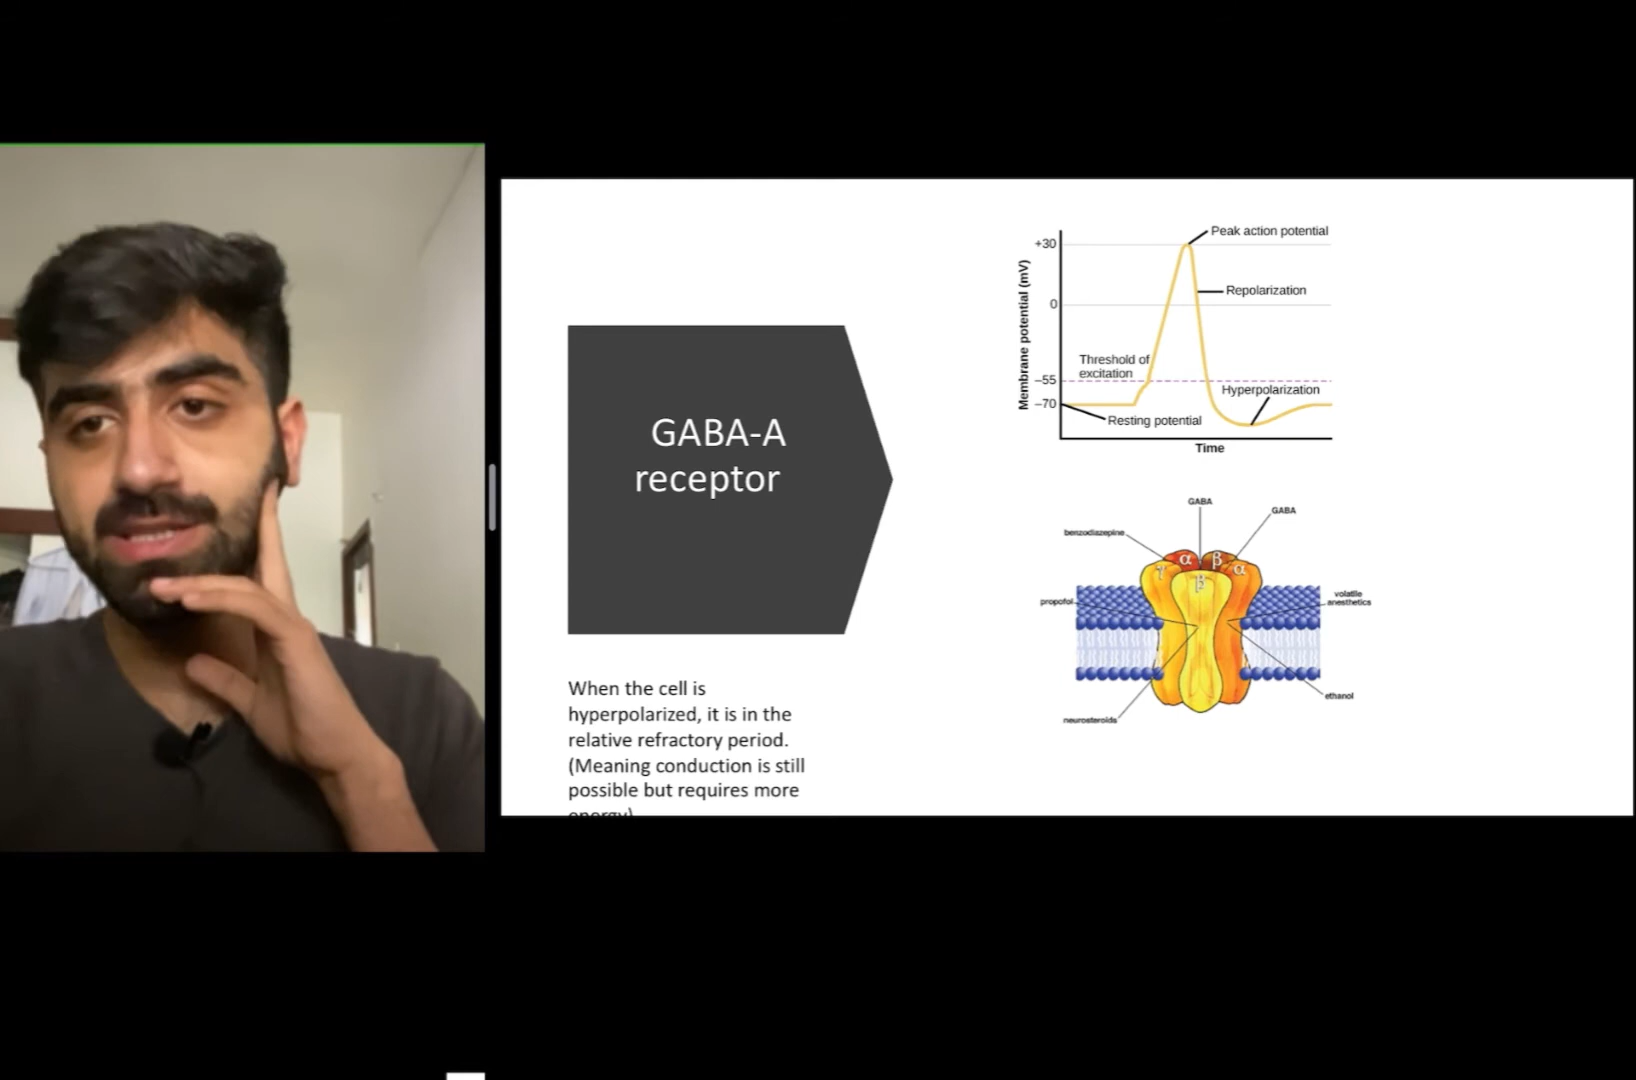 GABA-A
receptor
When the cell is
hyperpolarized, it is in the
relative refractory period.
(Meaning conduction is still
possible but requires more
energy)
Peak action potential
+30
Repolarization
Membrane potential (mV)
0
Threshold of
excitation
–55
Hyperpolarization
–70
Resting potential
Time
GABA
GABA
benzodiazepine
α
β
γ
α
β
propofol
volatile
anesthetics
ethanol
neurosteroids